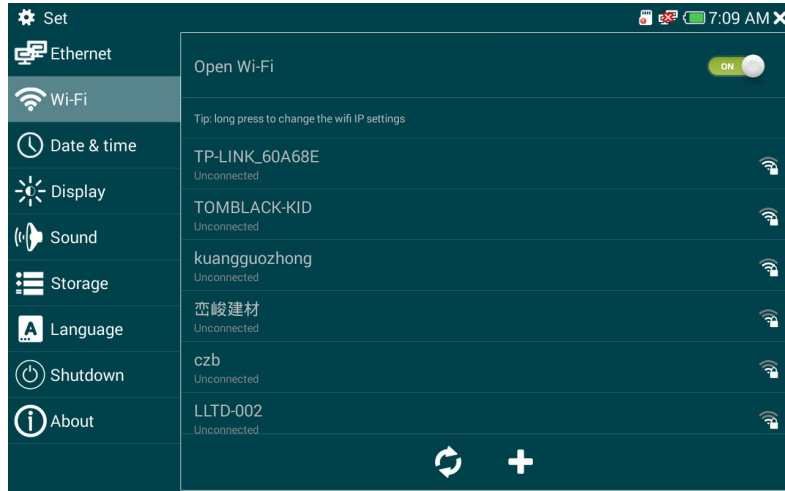 Set
7:09 AM
Ethernet
Wi-Fi
Date & time
Display
Sound
Storage
Language
Shutdown
About
Open Wi-Fi
ON
Tip: long press to change the wifi IP settings
TP-LINK_60A68E
Unconnected
TOMBLACK-KID
Unconnected
kuangguozhong
Unconnected
峦峻建材
Unconnected
czb
Unconnected
LLTD-002
Unconnected